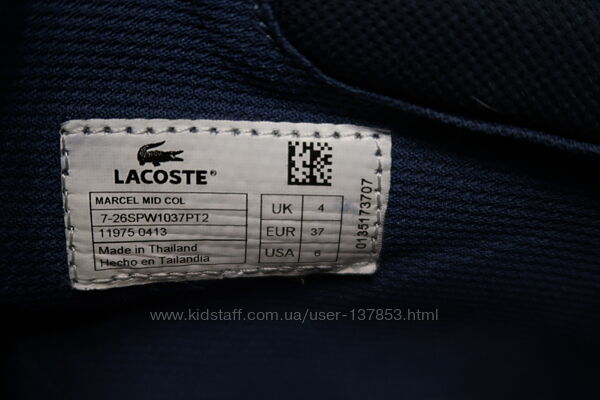 LACOSTE®
MARCEL MID COL
7-26SPW1037PT2
11975 0413
Made in Thailand
Hecho en Tailandia
UK 4
EUR 37
USA 6
0135173707
www.kidstaff.com.ua/user-137853.html